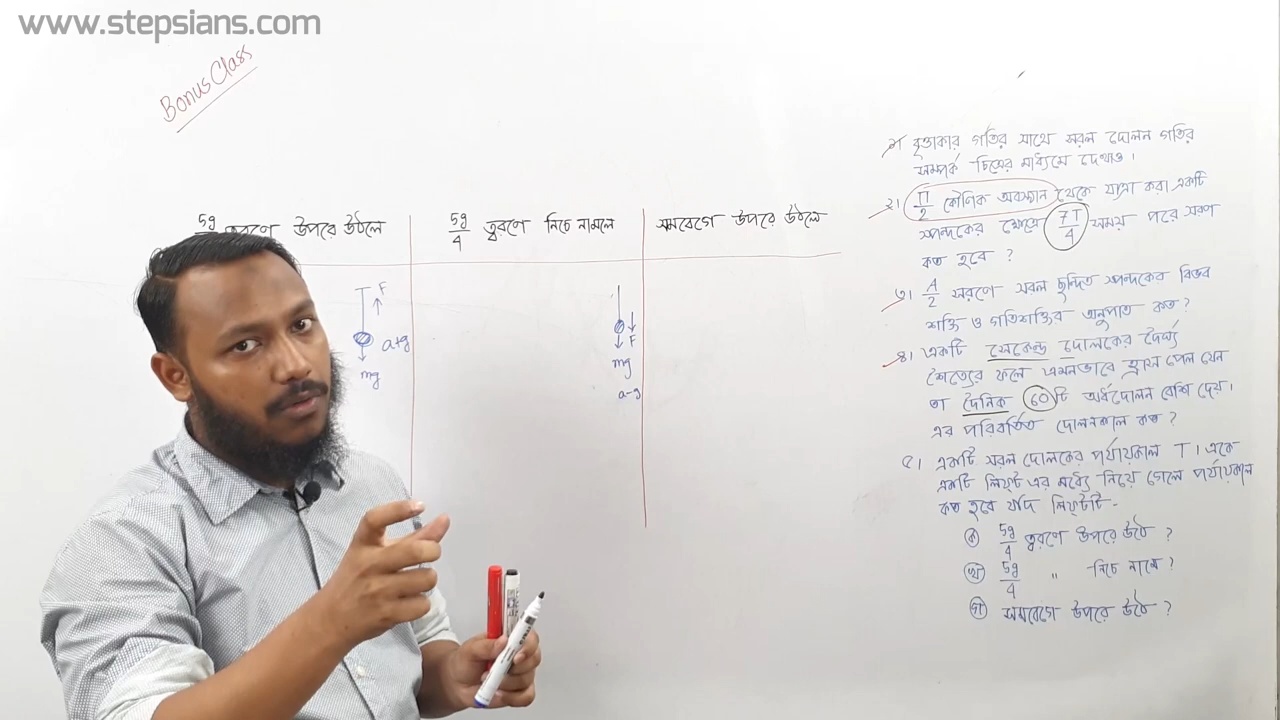 www.stepsians.com
Bonus Class
5g ত্বরণে উপরে উঠলে
5g/4 ত্বরণে নিচে নামলে
সমবেগে উপরে উঠলে
F
a+g
mg
F
mg
a-g
১। বৃত্তাকার গতির সাথে সরল দোলন গতির
সম্পর্ক চিত্রের মাধ্যমে দেখাও।
২। π/2 কৌণিক অবস্থান থেকে যাত্রা করা একটি
স্পন্দকের ক্ষেত্রে 7T/4 সময় পরে সরণ
কত হবে ?
৩। A/2 সরণে সরল ছন্দিত স্পন্দকের বিভব
শক্তি ও গতিশক্তির অনুপাত কত?
৪। একটি সেকেন্ড দোলকের দৈর্ঘ্য
শৈত্যের ফলে এমনভাবে হ্রাস পেল যেন
তা দৈনিক 60টি অর্ধদোলন বেশি দেয়।
এর পরিবর্তিত দোলনকাল কত ?
৫। একটি সরল দোলকের পর্যায়কাল T । একে
একটি লিফ্ট এর মধ্যে নিয়ে গেলে পর্যায়কাল
কত হবে যদি লিফ্টটি -
ক 5g/4 ত্বরণে উপরে উঠে ?
খ 5g/4 " নিচে নামে ?
গ সমবেগে উপরে উঠে ?